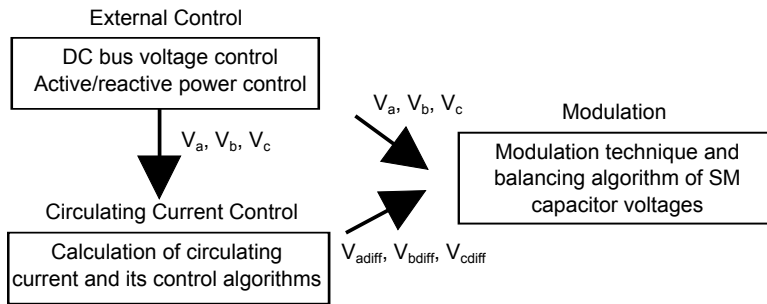 External Control
DC bus voltage control
Active/reactive power control
Va, Vb, Vc
Va, Vb, Vc
Modulation
Modulation technique and
balancing algorithm of SM
capacitor voltages
Circulating Current Control
Calculation of circulating
current and its control algorithms
Vadiff, Vbdiff, Vcdiff